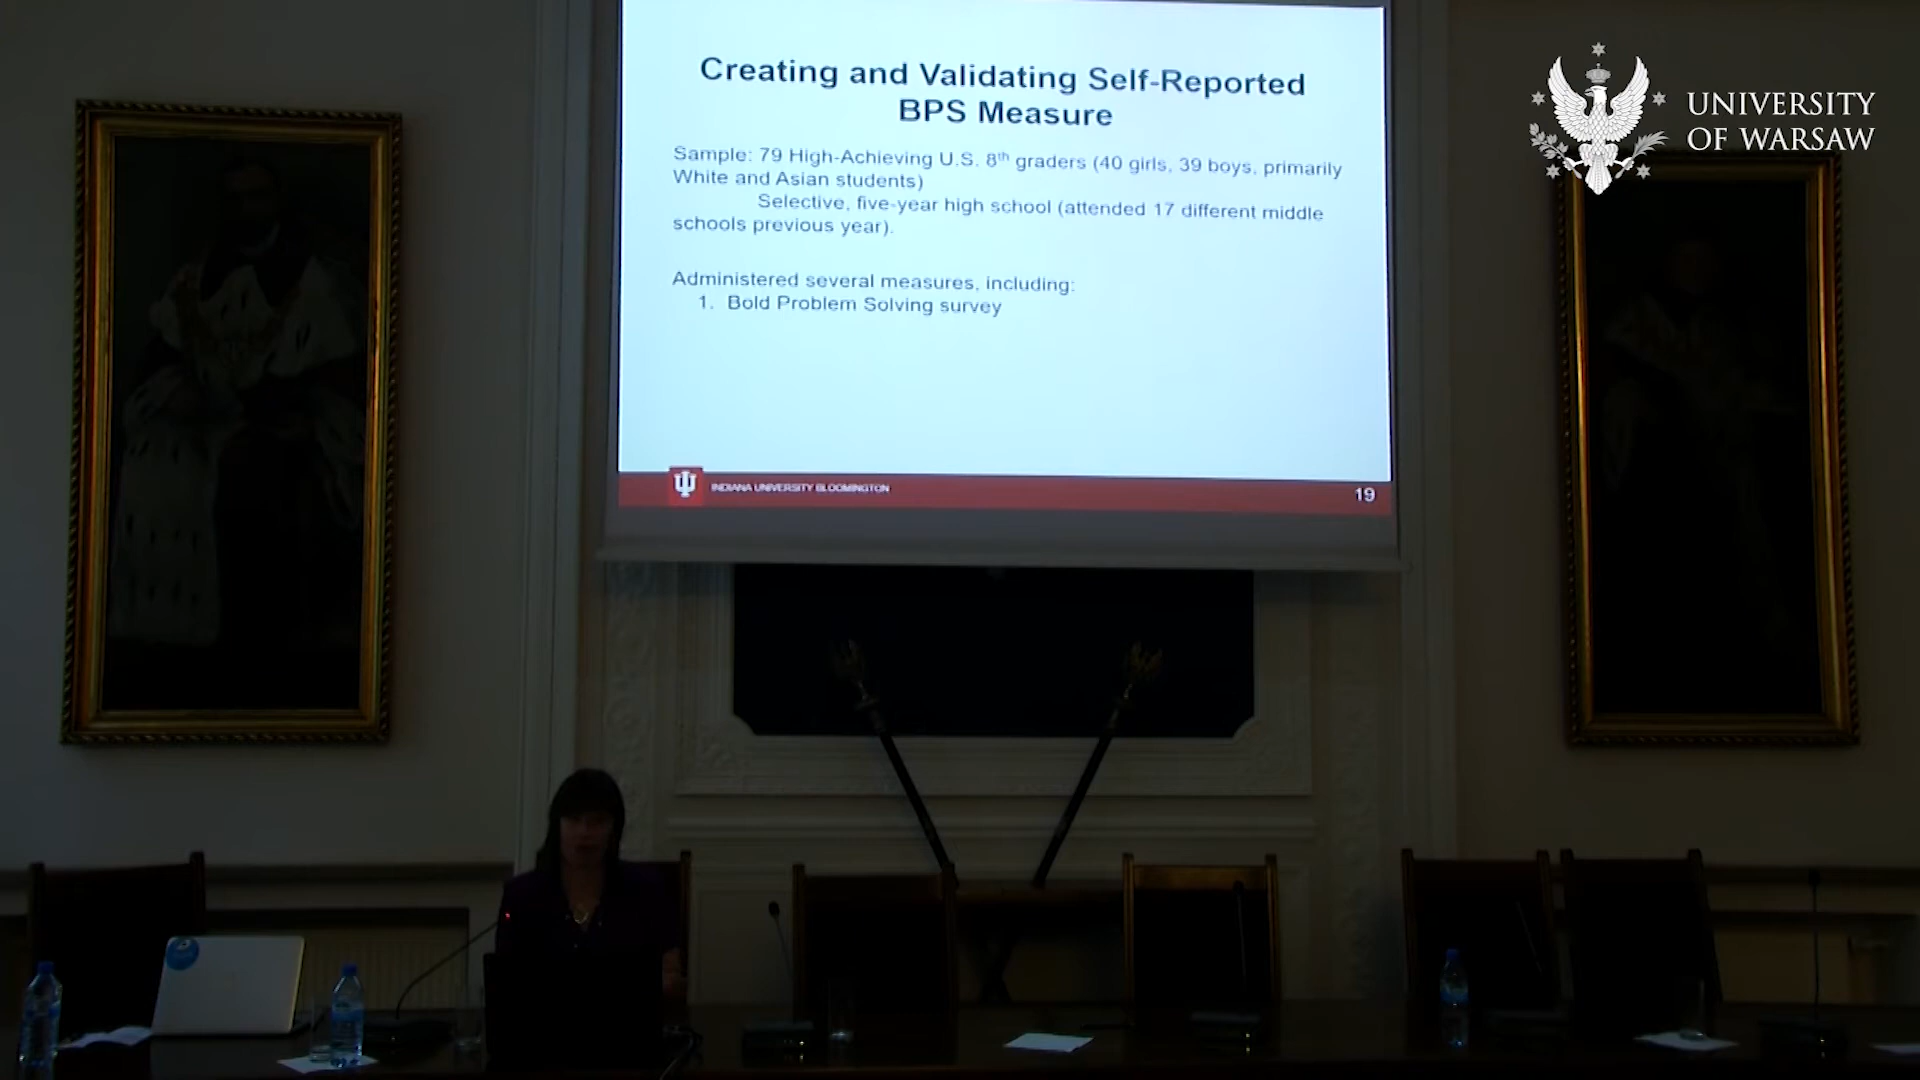 Creating and Validating Self-Reported
BPS Measure
Sample: 79 High-Achieving U.S. 8th graders (40 girls, 39 boys, primarily
White and Asian students)
Selective, five-year high school (attended 17 different middle
schools previous year).
Administered several measures, including:
1. Bold Problem Solving survey
INDIANA UNIVERSITY BLOOMINGTON
19
UNIVERSITY
OF WARSAW